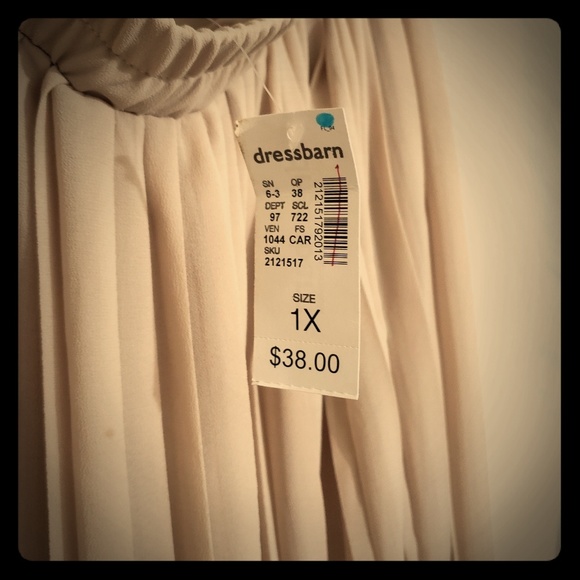 dressbarn
SN OP
6-3 38
DEPT SCL
97 722
VEN FS
1044 CAR
SKU
2121517
212151792013
SIZE
1X
$38.00